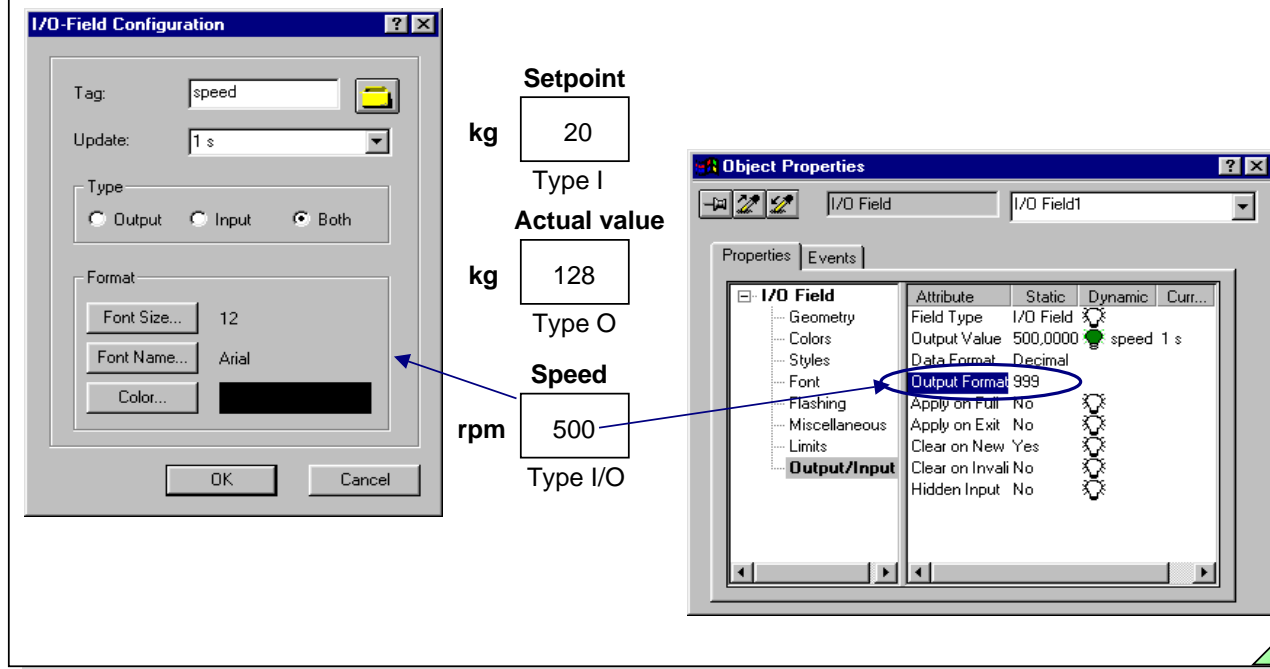 I/O-Field Configuration
Tag:
speed
Update:
1 s
Type
Output
Input
Both
Format
Font Size...
12
Font Name...
Arial
Color...
OK
Cancel
Setpoint
kg
20
Type I
Actual value
kg
128
Type O
Speed
rpm
500
Type I/O
Object Properties
I/O Field
I/O Field1
Properties
Events
I/O Field
Geometry
Colors
Styles
Font
Flashing
Miscellaneous
Limits
Output/Input
Attribute Static Dynamic Curr...
Field Type I/O Field
Output Value 500,0000 speed 1 s
Data Format Decimal
Output Format 999
Apply on Full No
Apply on Exit No
Clear on New Yes
Clear on Invali No
Hidden Input No